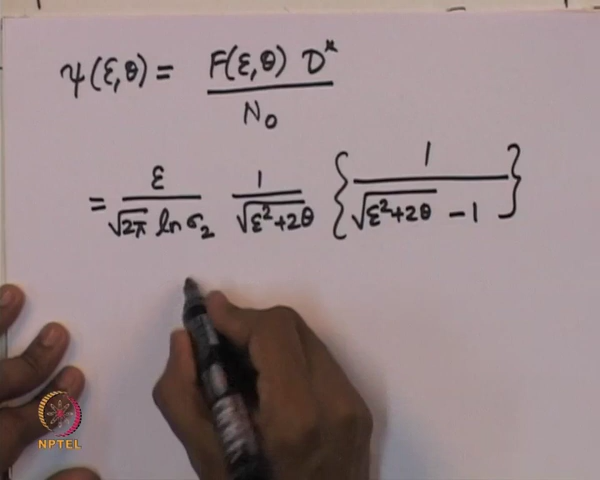 ψ(ε,θ) = F(ε,θ) D* / N₀
= ε / √2π ln σ₂ 1 / √ε²+2θ { 1 / √ε²+2θ - 1 }
NPTEL